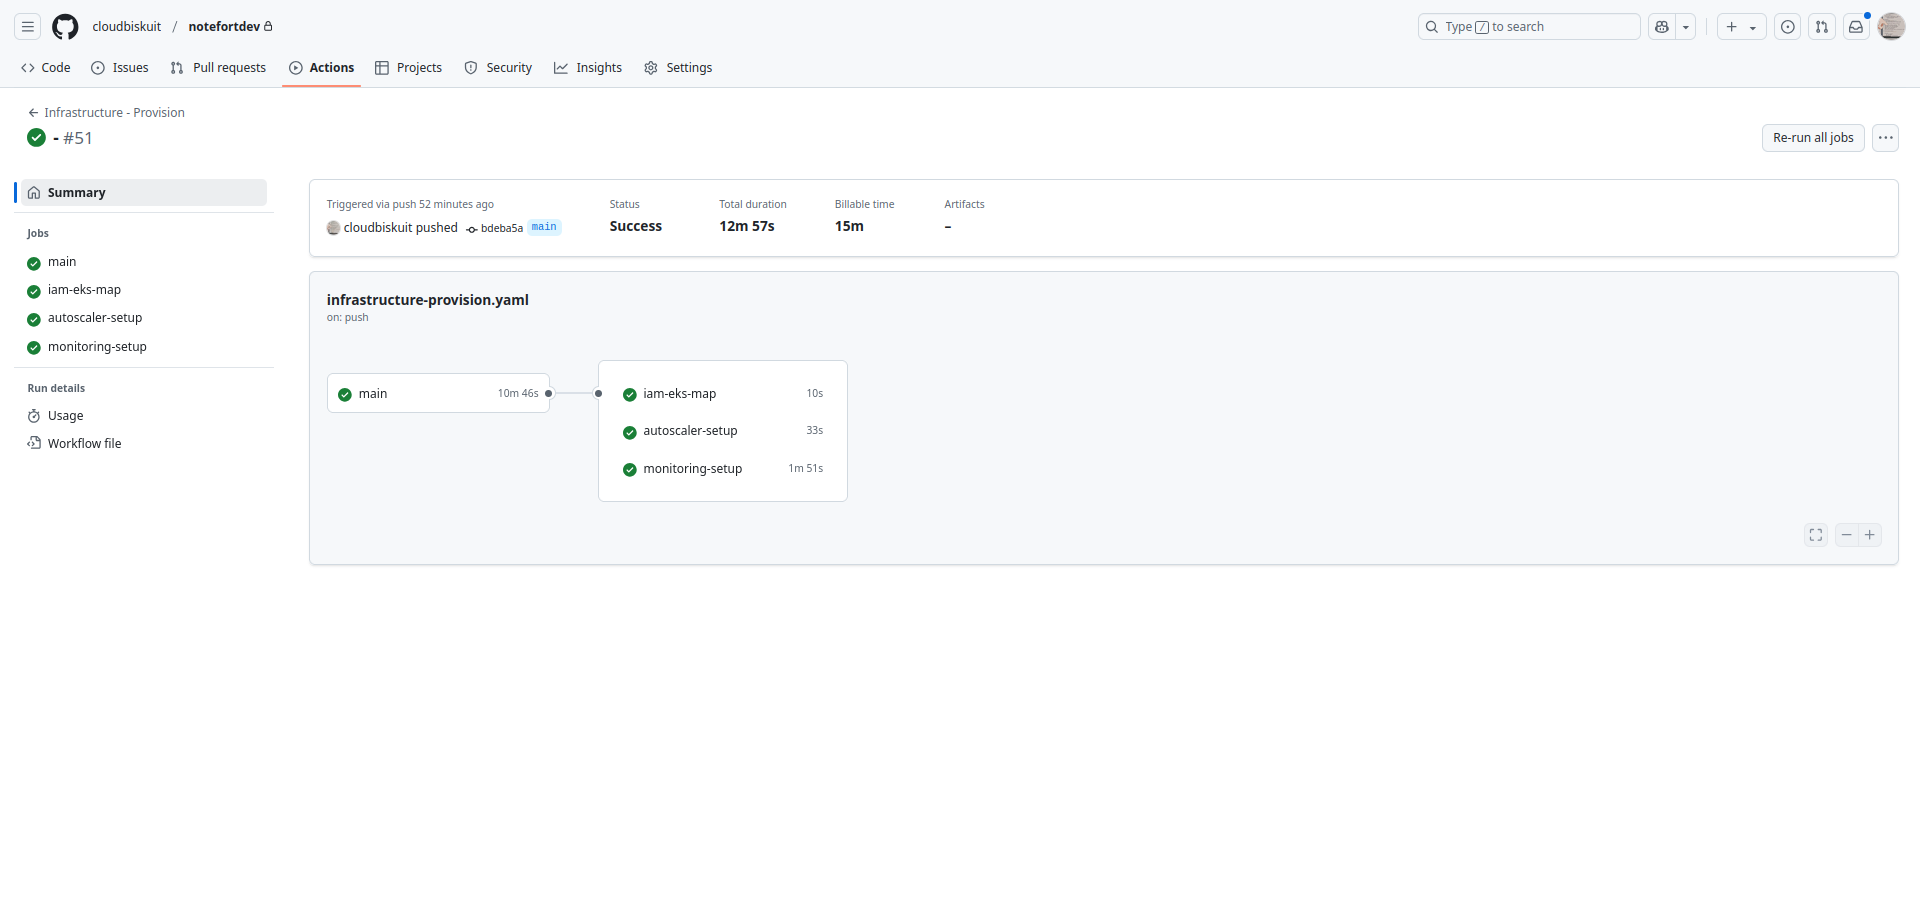 cloudbiskuit / notefortdev
Type / to search
Code Issues Pull requests Actions Projects Security Insights Settings
Infrastructure - Provision
- #51
Re-run all jobs
Summary
Jobs
main
iam-eks-map
autoscaler-setup
monitoring-setup
Run details
Usage
Workflow file
Triggered via push 52 minutes ago
cloudbiskuit pushed bdeba5a main
Status
Success
Total duration
12m 57s
Billable time
15m
Artifacts
–
infrastructure-provision.yaml
on: push
main 10m 46s
iam-eks-map 10s
autoscaler-setup 33s
monitoring-setup 1m 51s